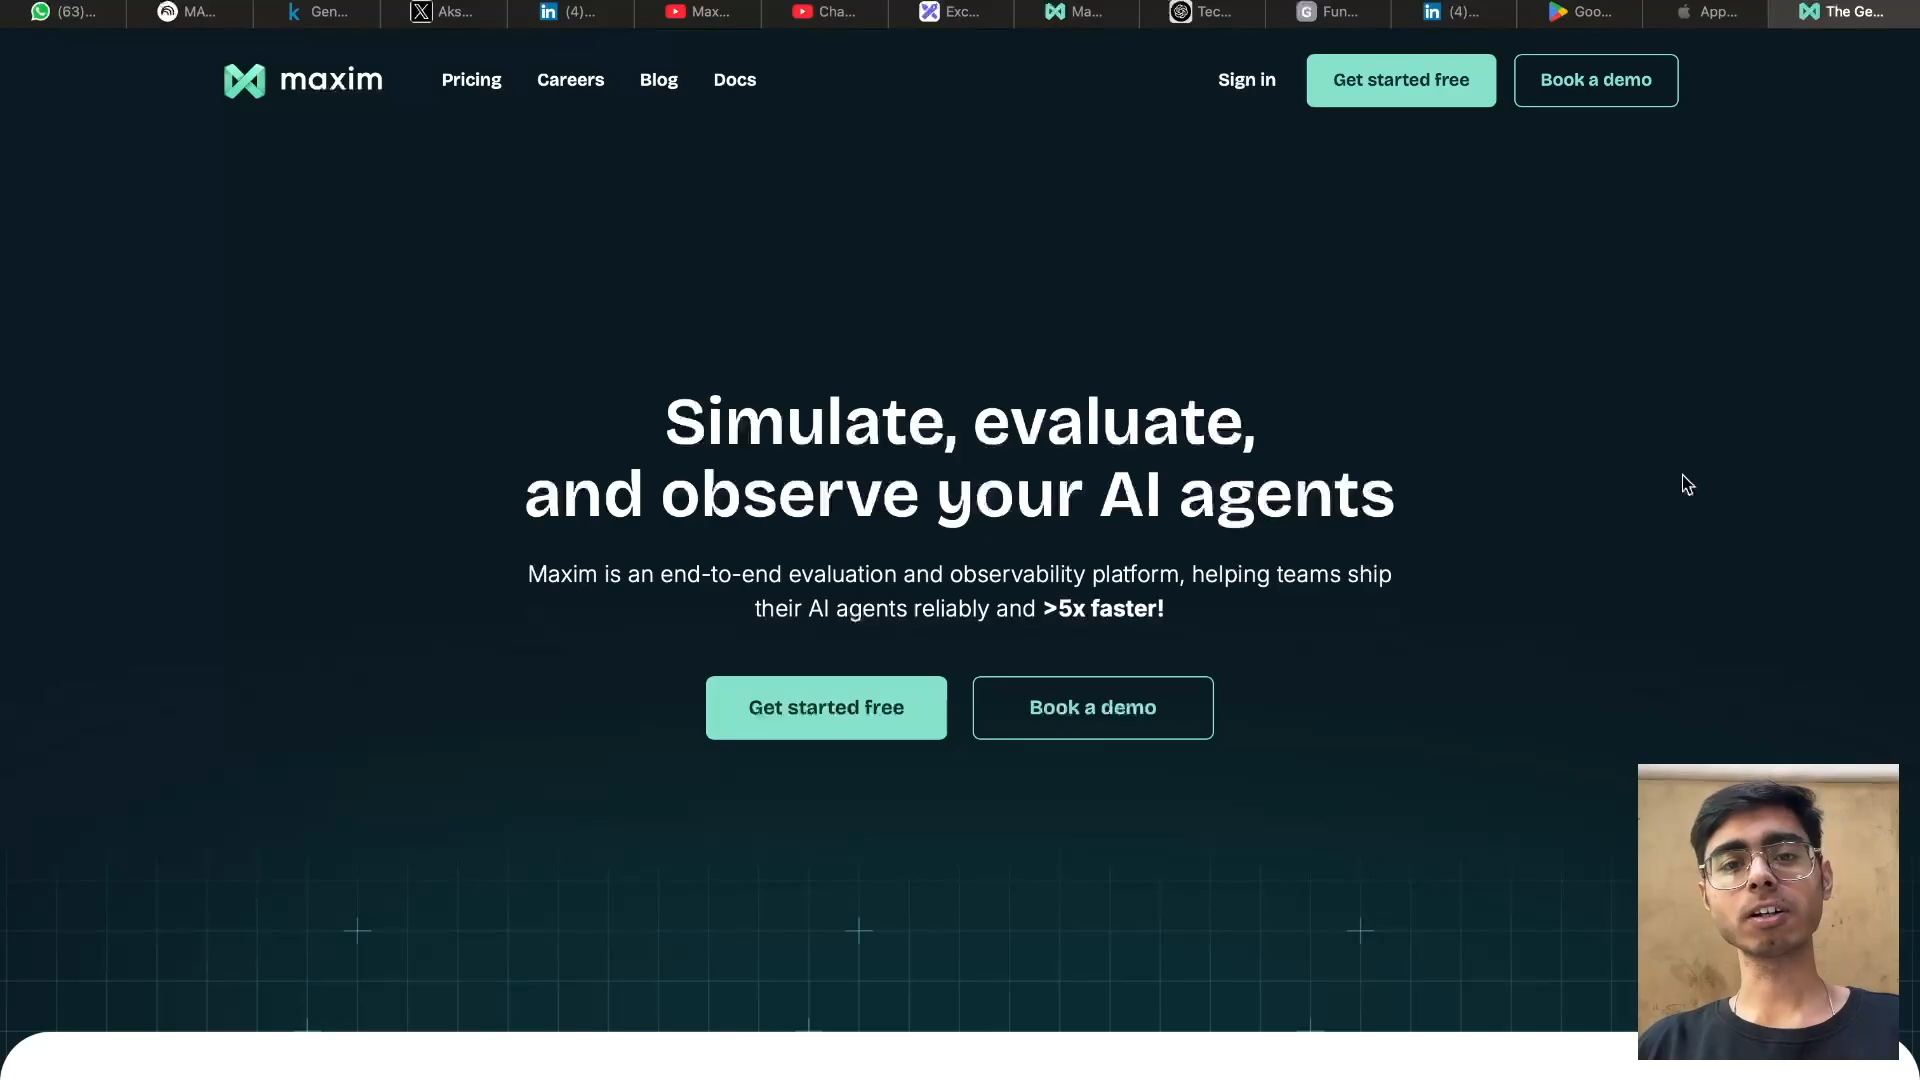 (63)... MA... Gen... Aks... (4)... Max... Cha... Exc... Ma... Tec... Fun... (4)... Goo... App... The Ge...
maxim Pricing Careers Blog Docs Sign in Get started free Book a demo
Simulate, evaluate,
and observe your AI agents
Maxim is an end-to-end evaluation and observability platform, helping teams ship
their AI agents reliably and >5x faster!
Get started free Book a demo